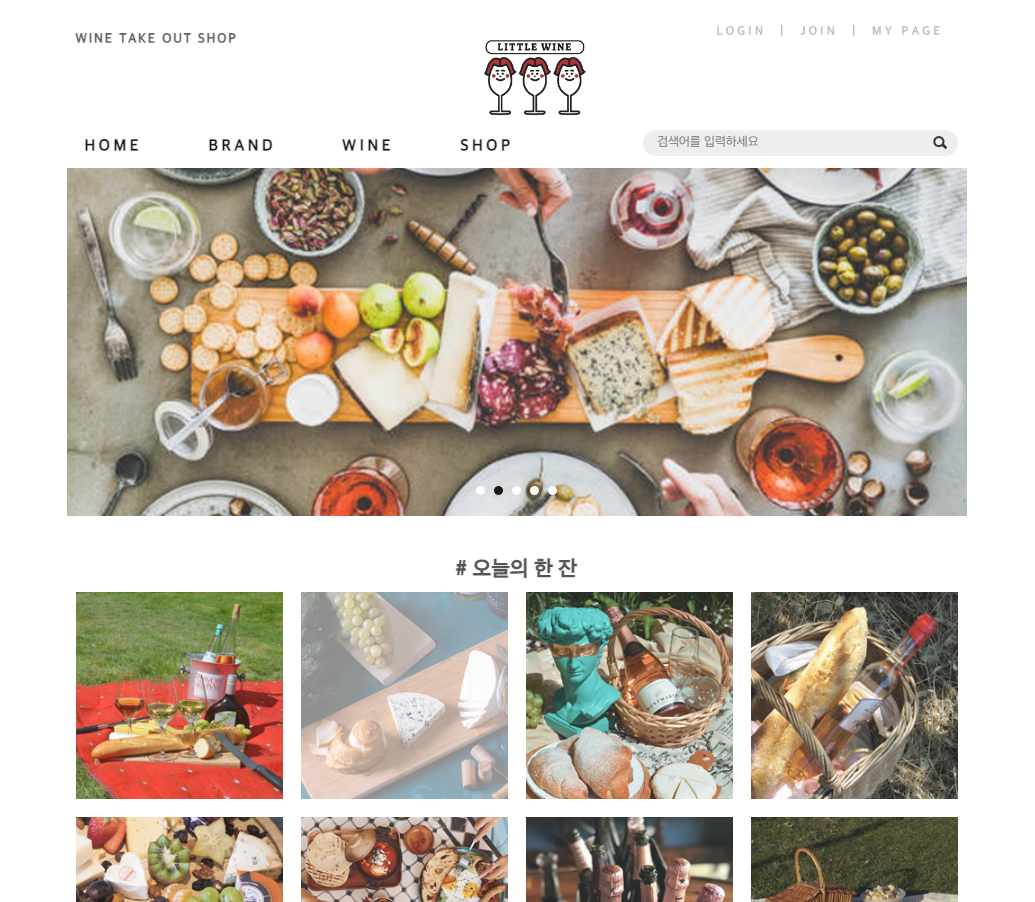 WINE TAKE OUT SHOP
LOGIN | JOIN | MY PAGE
LITTLE WINE
HOME BRAND WINE SHOP
검색어를 입력하세요
# 오늘의 한 잔